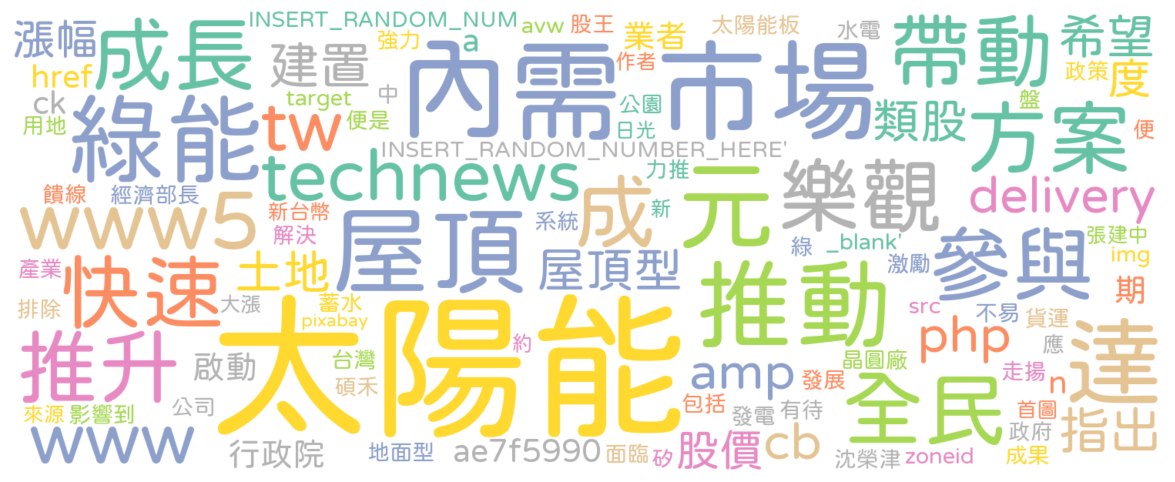 漲幅 成長 INSERT_RANDOM_NUM avw 股王 太陽能板 水電 帶動 希望
href 建置 強力 a 業者 作者 政策 度
ck 綠能 target 中 內需市場 公園 類股 盤 方案 便
用地 tw 便是 日光
INSERT_RANDOM_NUMBER_HERE'
technews 力推 元 樂觀 delivery
饋線 經濟部長 新台幣 屋頂 系統 成 新
www5 解決 綠 _blank' 參與 張建中
產業 快速 土地 屋頂型 推動 激勵 img
排除 大漲 蓄水 太陽能 src 不易 貨運 期
推升 啟動 pixabay 約 php 應 達
台灣 碩禾 amp 晶圓廠 走揚
來源 影響到 公司 發展 全民 n 首圖
包括 發電 有待 政府 指出
www 行政院 地面型 ae7f5990 面臨 矽 股價 cb 沈榮津 zoneid 成果